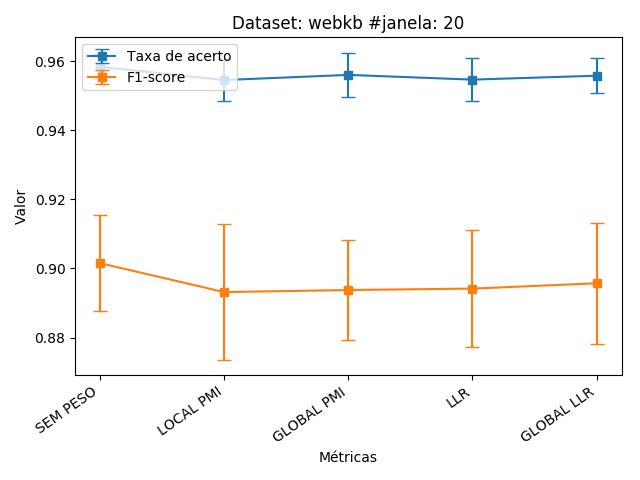 Dataset: webkb #janela: 20
Taxa de acerto
F1-score
Valor
0.96
0.94
0.92
0.90
0.88
SEM PESO
LOCAL PMI
GLOBAL PMI
LLR
GLOBAL LLR
Métricas